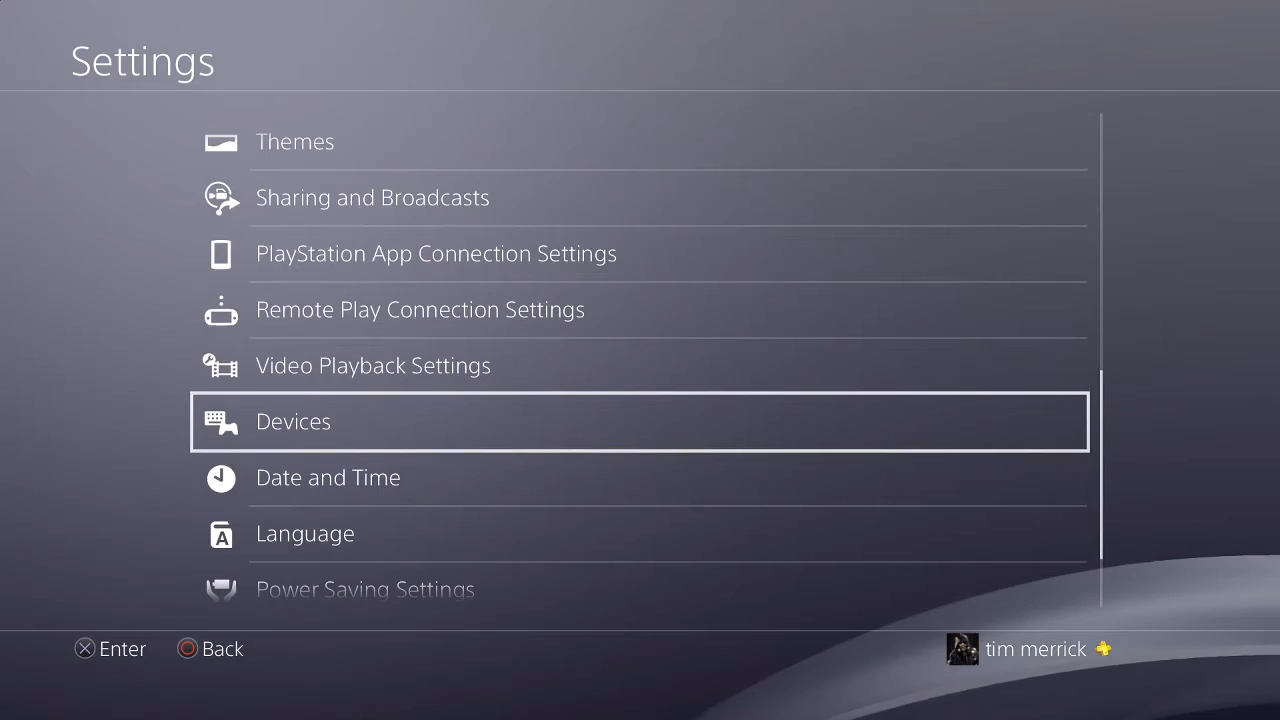 Settings
Themes
Sharing and Broadcasts
PlayStation App Connection Settings
Remote Play Connection Settings
Video Playback Settings
Devices
Date and Time
Language
Power Saving Settings
Enter Back tim merrick